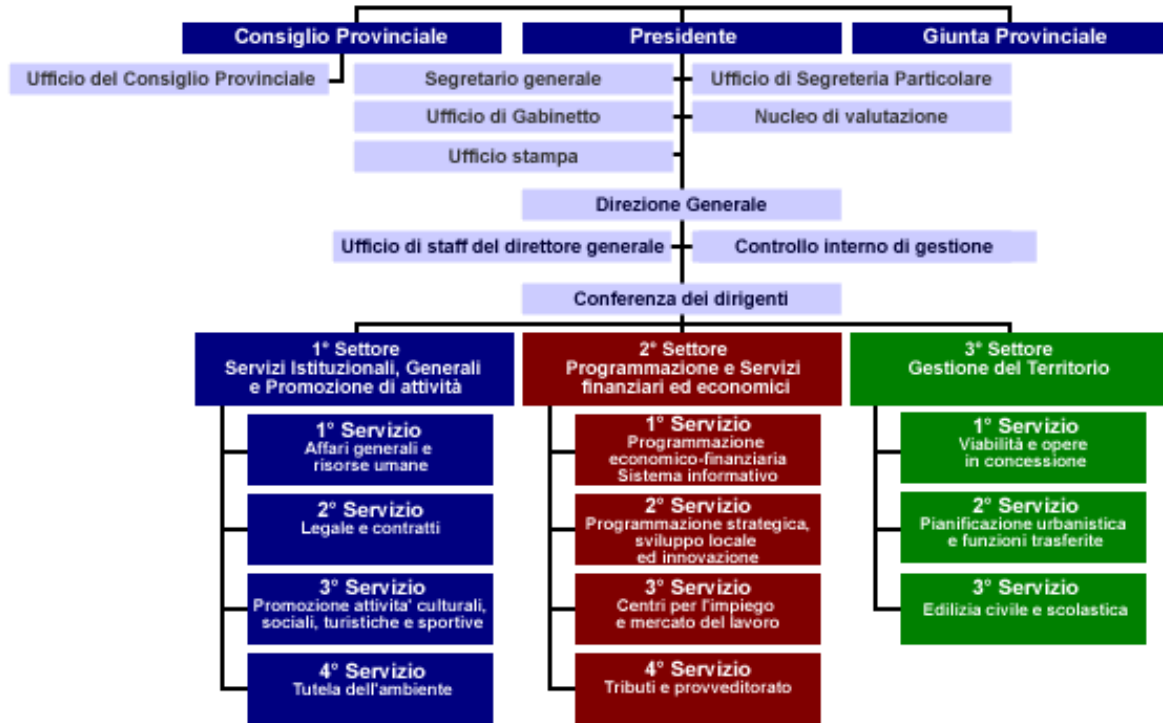 Consiglio Provinciale
Presidente
Giunta Provinciale
Ufficio del Consiglio Provinciale
Segretario generale
Ufficio di Segreteria Particolare
Ufficio di Gabinetto
Nucleo di valutazione
Ufficio stampa
Direzione Generale
Ufficio di staff del direttore generale
Controllo interno di gestione
Conferenza dei dirigenti
1° Settore
Servizi Istituzionali, Generali
e Promozione di attività
1° Servizio
Affari generali e
risorse umane
2° Servizio
Legale e contratti
3° Servizio
Promozione attivita' culturali,
sociali, turistiche e sportive
4° Servizio
Tutela dell'ambiente
2° Settore
Programmazione e Servizi
finanziari ed economici
1° Servizio
Programmazione
economico-finanziaria
Sistema informativo
2° Servizio
Programmazione strategica,
sviluppo locale
ed innovazione
3° Servizio
Centri per l'impiego
e mercato del lavoro
4° Servizio
Tributi e provveditorato
3° Settore
Gestione del Territorio
1° Servizio
Viabilità e opere
in concessione
2° Servizio
Pianificazione urbanistica
e funzioni trasferite
3° Servizio
Edilizia civile e scolastica